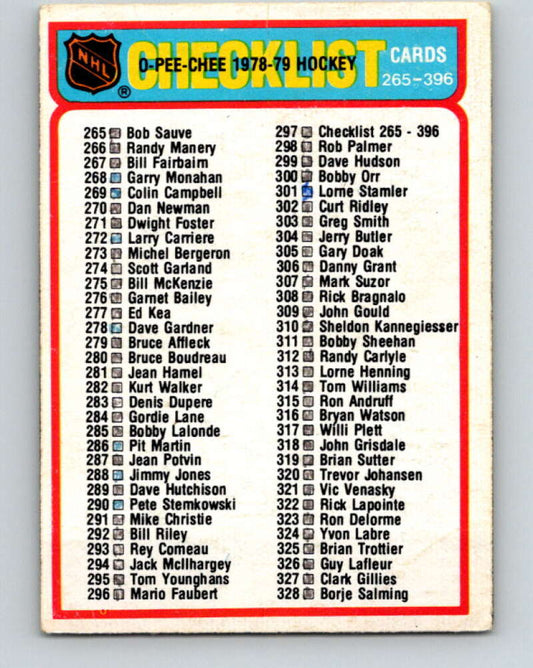 NHL
®
CHECKLIST
O-PEE-CHEE 1978-79 HOCKEY
CARDS
265-396
265 Bob Sauve
266 Randy Manery
267 Bill Fairbairn
268 Garry Monahan
269 Colin Campbell
270 Dan Newman
271 Dwight Foster
272 Larry Carriere
273 Michel Bergeron
274 Scott Garland
275 Bill McKenzie
276 Garnet Bailey
277 Ed Kea
278 Dave Gardner
279 Bruce Affleck
280 Bruce Boudreau
281 Jean Hamel
282 Kurt Walker
283 Denis Dupere
284 Gordie Lane
285 Bobby Lalonde
286 Pit Martin
287 Jean Potvin
288 Jimmy Jones
289 Dave Hutchison
290 Pete Stemkowski
291 Mike Christie
292 Bill Riley
293 Rey Comeau
294 Jack McIlhargey
295 Tom Younghans
296 Mario Faubert
297 Checklist 265 - 396
298 Rob Palmer
299 Dave Hudson
300 Bobby Orr
301 Lorne Stamler
302 Curt Ridley
303 Greg Smith
304 Jerry Butler
305 Gary Doak
306 Danny Grant
307 Mark Suzor
308 Rick Bragnalo
309 John Gould
310 Sheldon Kannegiesser
311 Bobby Sheehan
312 Randy Carlyle
313 Lorne Henning
314 Tom Williams
315 Ron Andruff
316 Bryan Watson
317 Willi Plett
318 John Grisdale
319 Brian Sutter
320 Trevor Johansen
321 Vic Venasky
322 Rick Lapointe
323 Ron Delorme
324 Yvon Labre
325 Brian Trottier
326 Guy Lafleur
327 Clark Gillies
328 Borje Salming